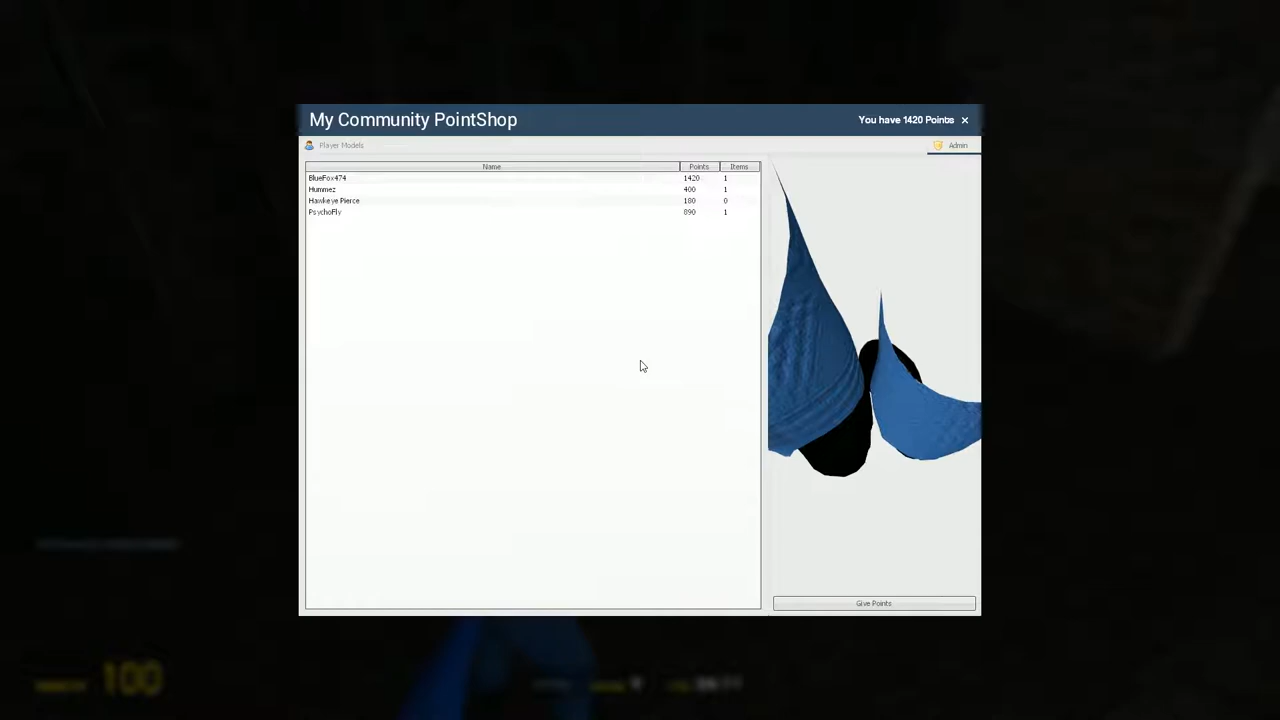 My Community PointShop
You have 1420 Points ×
Player Models
Admin
Name Points Items
BlueFox474 1420 1
Hummez 400 1
Hawkeye Pierce 180 0
PsychoFly 890 1
Give Points
100